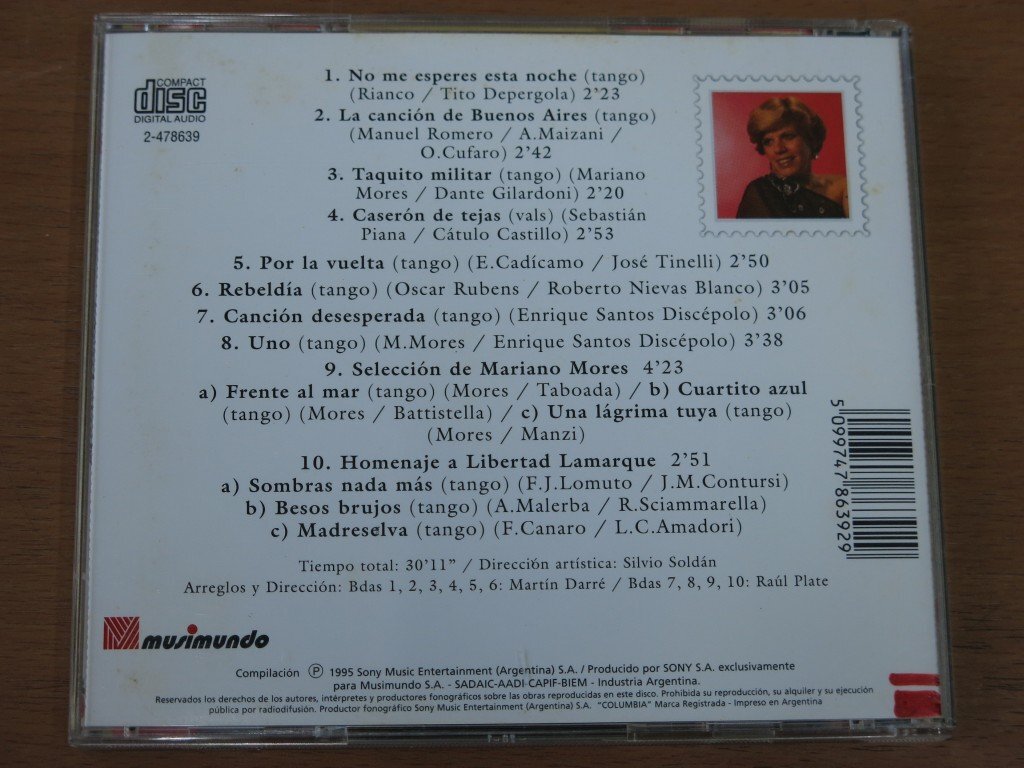 COMPACT
disc
DIGITAL AUDIO
2-478639
1. No me esperes esta noche (tango)
(Rianco / Tito Depergola) 2'23
2. La canción de Buenos Aires (tango)
(Manuel Romero / A.Maizani /
O.Cufaro) 2'42
3. Taquito militar (tango) (Mariano
Mores / Dante Gilardoni) 2'20
4. Caserón de tejas (vals) (Sebastián
Piana / Cátulo Castillo) 2'53
5. Por la vuelta (tango) (E.Cadícamo / José Tinelli) 2'50
6. Rebeldía (tango) (Oscar Rubens / Roberto Nievas Blanco) 3'05
7. Canción desesperada (tango) (Enrique Santos Discépolo) 3'06
8. Uno (tango) (M.Mores / Enrique Santos Discépolo) 3'38
9. Selección de Mariano Mores 4'23
a) Frente al mar (tango) (Mores / Taboada) / b) Cuartito azul
(tango) (Mores / Battistella) / c) Una lágrima tuya (tango)
(Mores / Manzi)
10. Homenaje a Libertad Lamarque 2'51
a) Sombras nada más (tango) (F.J.Lomuto / J.M.Contursi)
b) Besos brujos (tango) (A.Malerba / R.Sciammarella)
c) Madreselva (tango) (F.Canaro / L.C.Amadori)
Tiempo total: 30'11" / Dirección artística: Silvio Soldán
Arreglos y Dirección: Bdas 1, 2, 3, 4, 5, 6: Martín Darré / Bdas 7, 8, 9, 10: Raúl Plate
5 099747 863929
musimundo
Compilación ℗ 1995 Sony Music Entertainment (Argentina) S.A. / Producido por SONY S.A. exclusivamente
para Musimundo S.A. - SADAIC-AADI-CAPIF-BIEM - Industria Argentina.
Reservados los derechos de los autores, intérpretes y productores fonográficos sobre las obras reproducidas en este disco. Prohibida su reproducción, su alquiler y su ejecución
pública por radiodifusión. Productor fonográfico Sony Music Entertainment (Argentina) S.A. "COLUMBIA" Marca Registrada - Impreso en Argentina